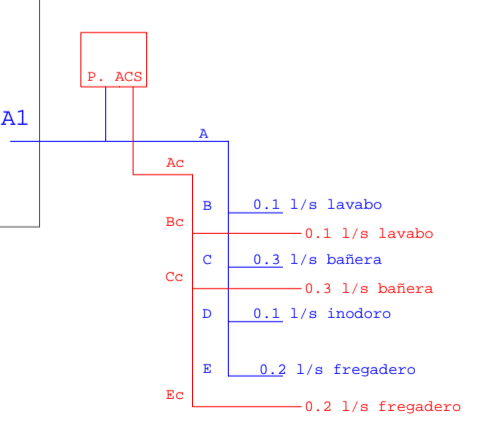 P. ACS
A1
A
Ac
B 0.1 l/s lavabo
Bc 0.1 l/s lavabo
C 0.3 l/s bañera
Cc 0.3 l/s bañera
D 0.1 l/s inodoro
E 0.2 l/s fregadero
Ec 0.2 l/s fregadero